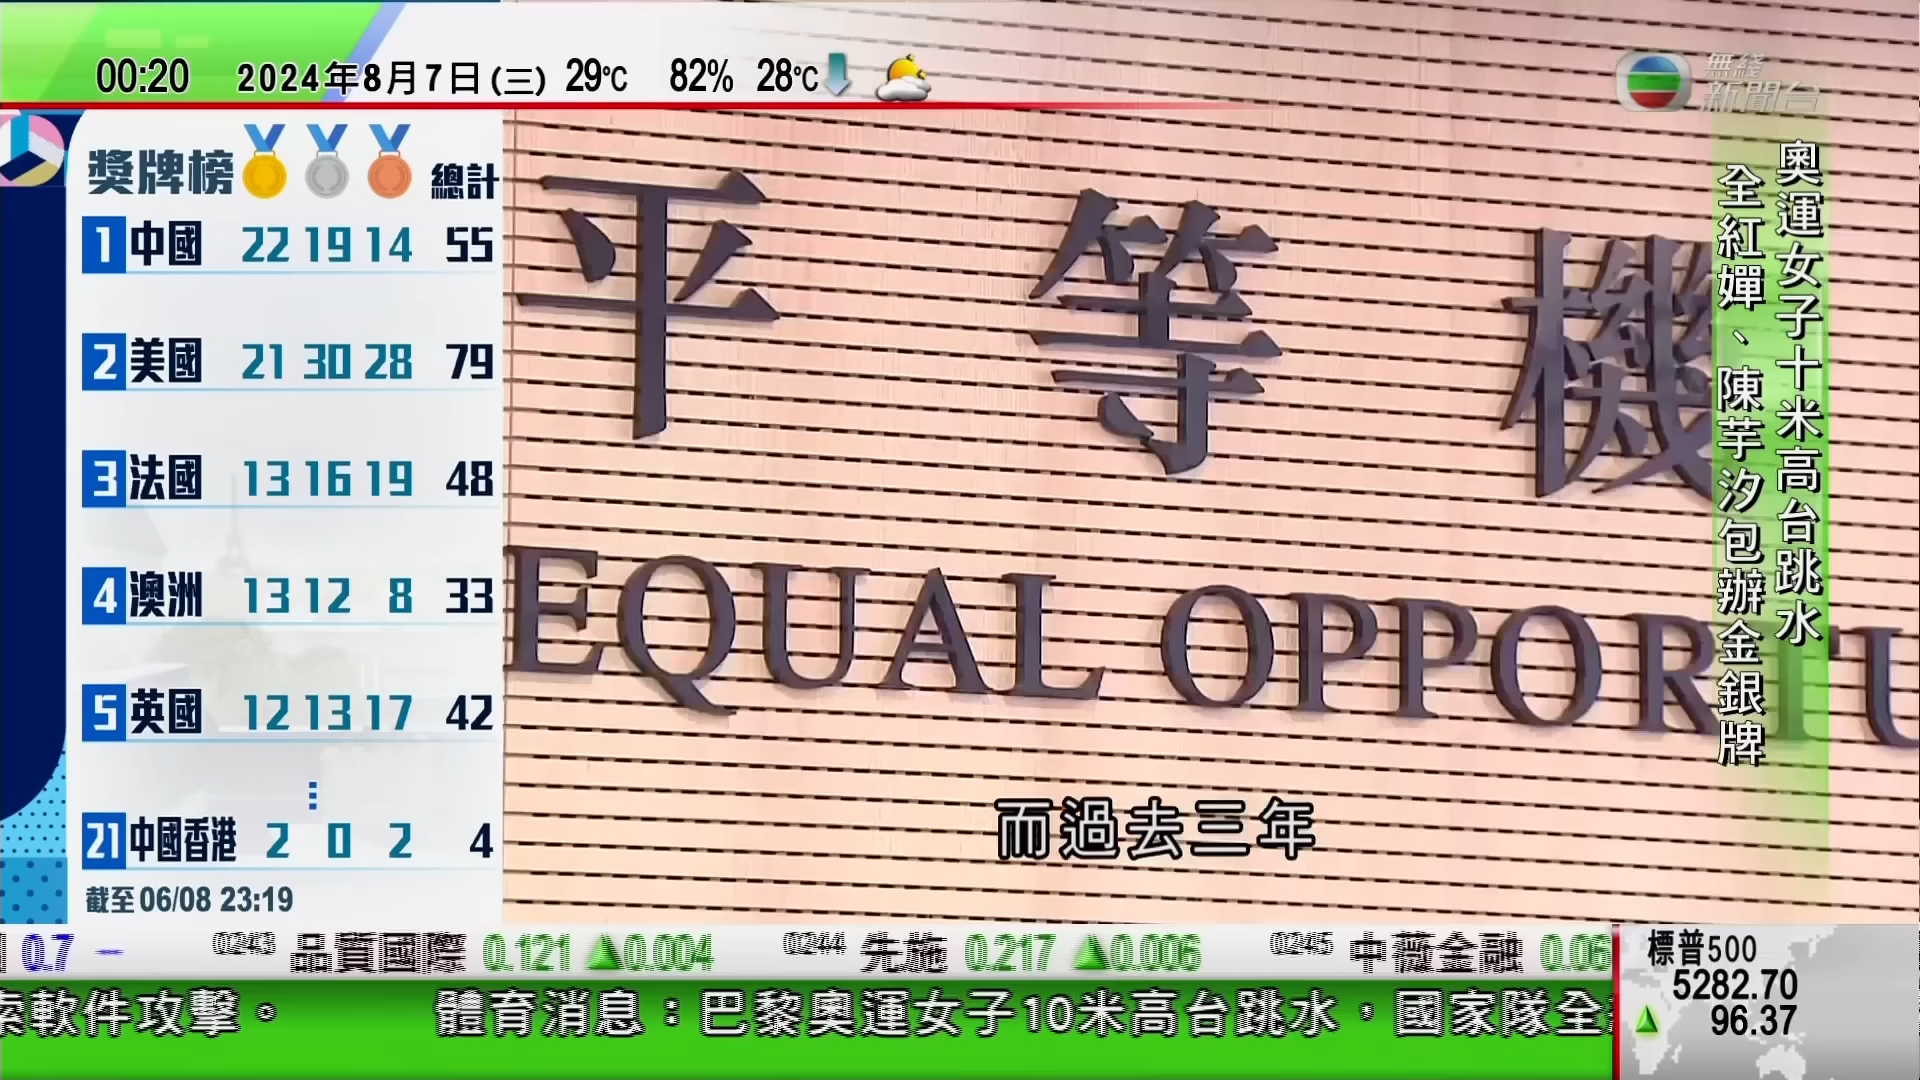 00:20 2024年8月7日(三) 29℃ 82% 28℃
無綫
新聞台
獎牌榜 總計
1 中國 22 19 14 55
2 美國 21 30 28 79
3 法國 13 16 19 48
4 澳洲 13 12 8 33
5 英國 12 13 17 42
21 中國香港 2 0 2 4
截至 06/08 23:19
平等機
EQUAL OPPORTU
奧運女子十米高台跳水
全紅嬋、陳芋汐包辦金銀牌
而過去三年
0.7 － 0243 品質國際 0.121 ▲0.004 0244 先施 0.217 ▲0.006 0245 中薇金融 0.06
索軟件攻擊。 體育消息：巴黎奧運女子10米高台跳水，國家隊全
標普500
5282.70
▲ 96.37